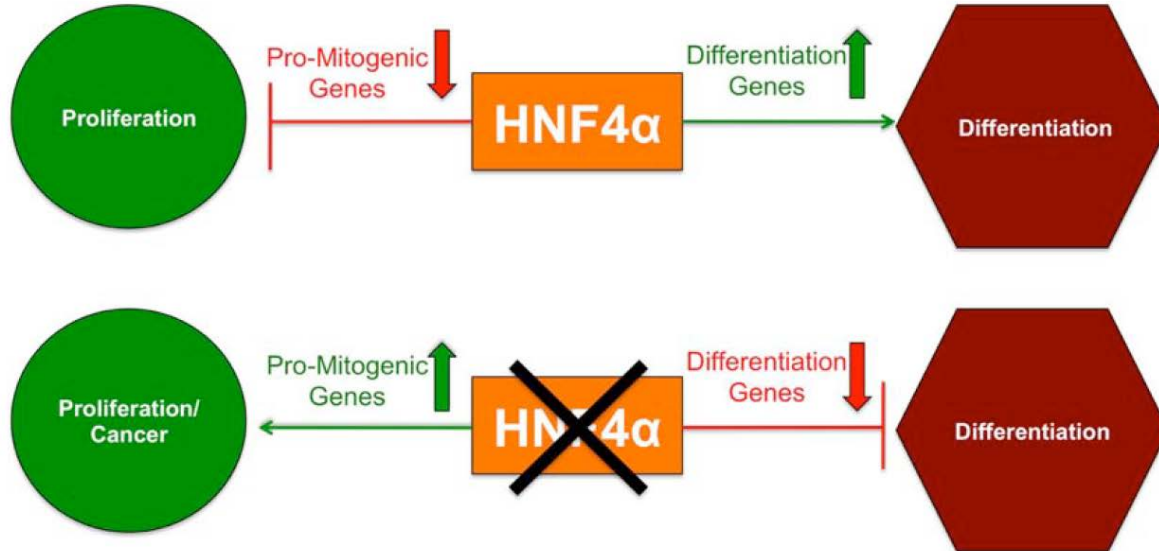 Proliferation
Pro-Mitogenic
Genes
HNF4α
Differentiation
Genes
Differentiation
Proliferation/
Cancer
Pro-Mitogenic
Genes
HNF4α
Differentiation
Genes
Differentiation